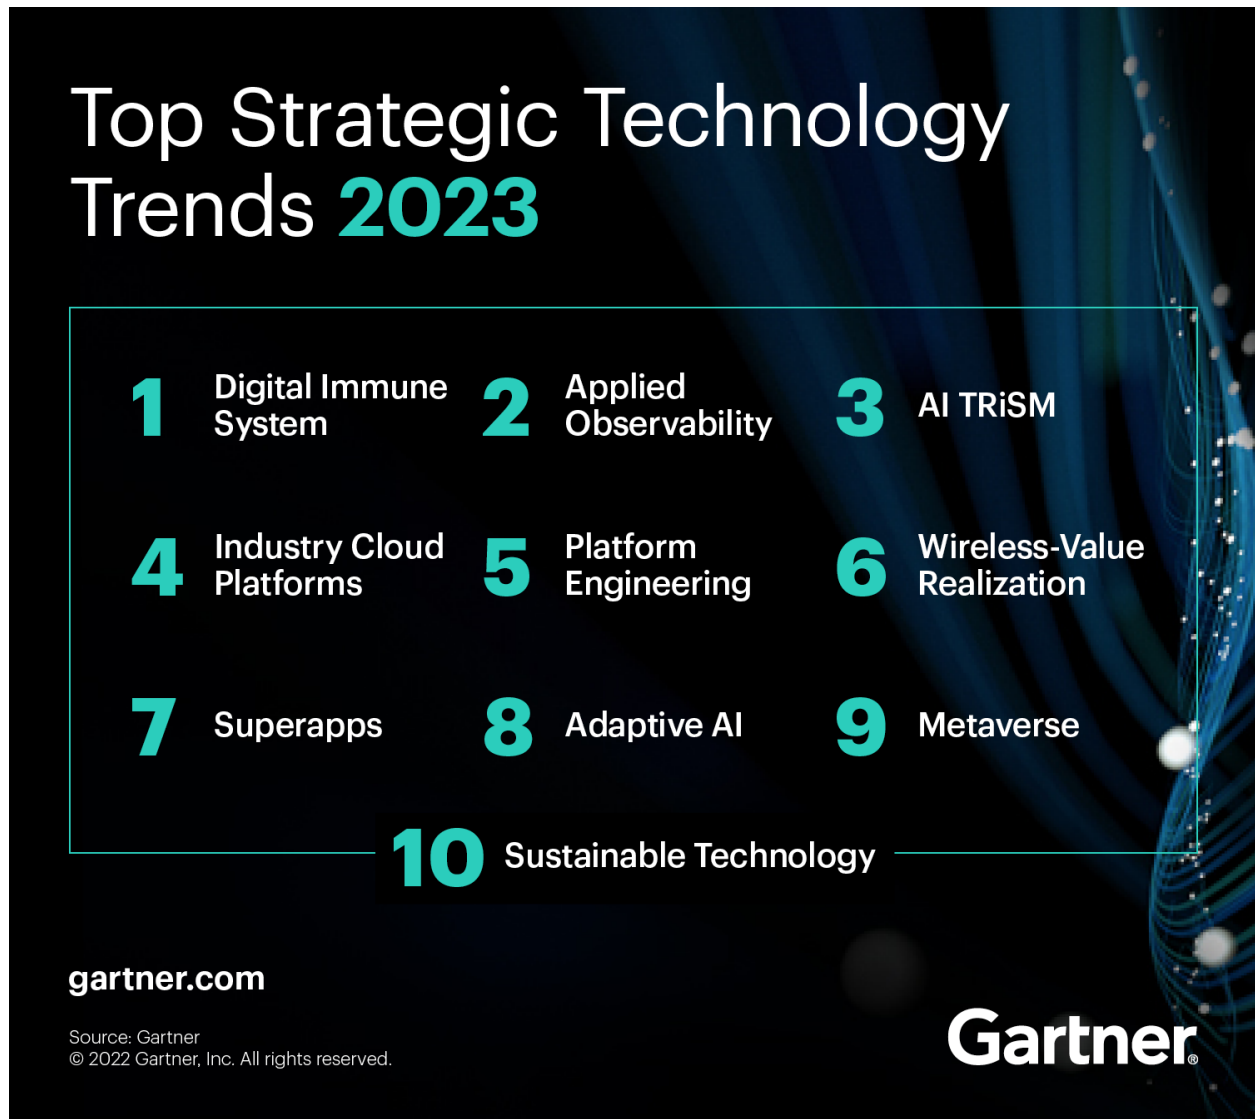 Top Strategic Technology
Trends 2023
1
Digital Immune
System
2
Applied
Observability
3
AI TRiSM
4
Industry Cloud
Platforms
5
Platform
Engineering
6
Wireless-Value
Realization
7
Superapps
8
Adaptive AI
9
Metaverse
10 Sustainable Technology
gartner.com
Source: Gartner
© 2022 Gartner, Inc. All rights reserved.
Gartner®